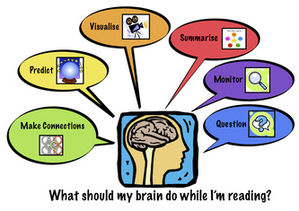 Visualise
Summarise
Predict
Monitor
Make Connections
Question
What should my brain do while I'm reading?